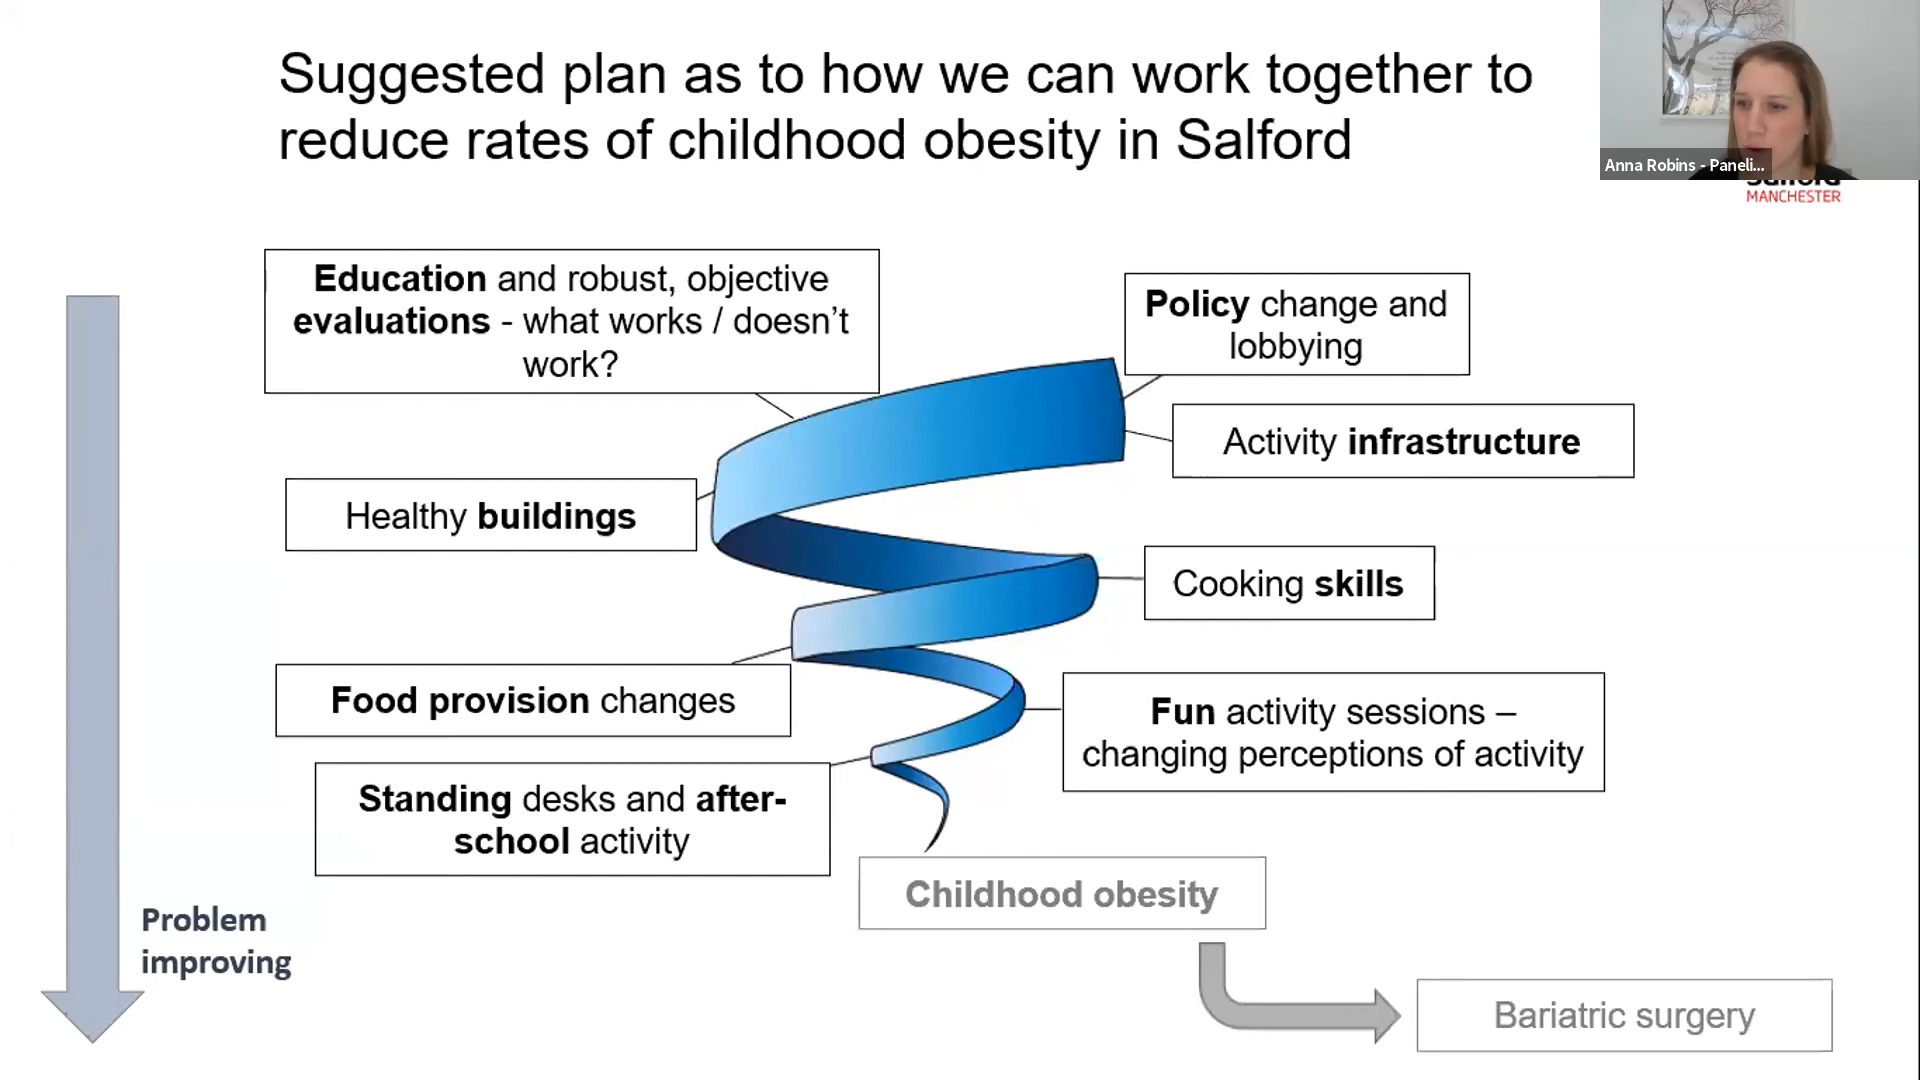 Suggested plan as to how we can work together to
reduce rates of childhood obesity in Salford
Anna Robins - Paneli...
Salford
MANCHESTER
Education and robust, objective
evaluations - what works / doesn’t
work?
Policy change and
lobbying
Activity infrastructure
Healthy buildings
Cooking skills
Food provision changes
Fun activity sessions –
changing perceptions of activity
Standing desks and after-
school activity
Childhood obesity
Problem
improving
Bariatric surgery